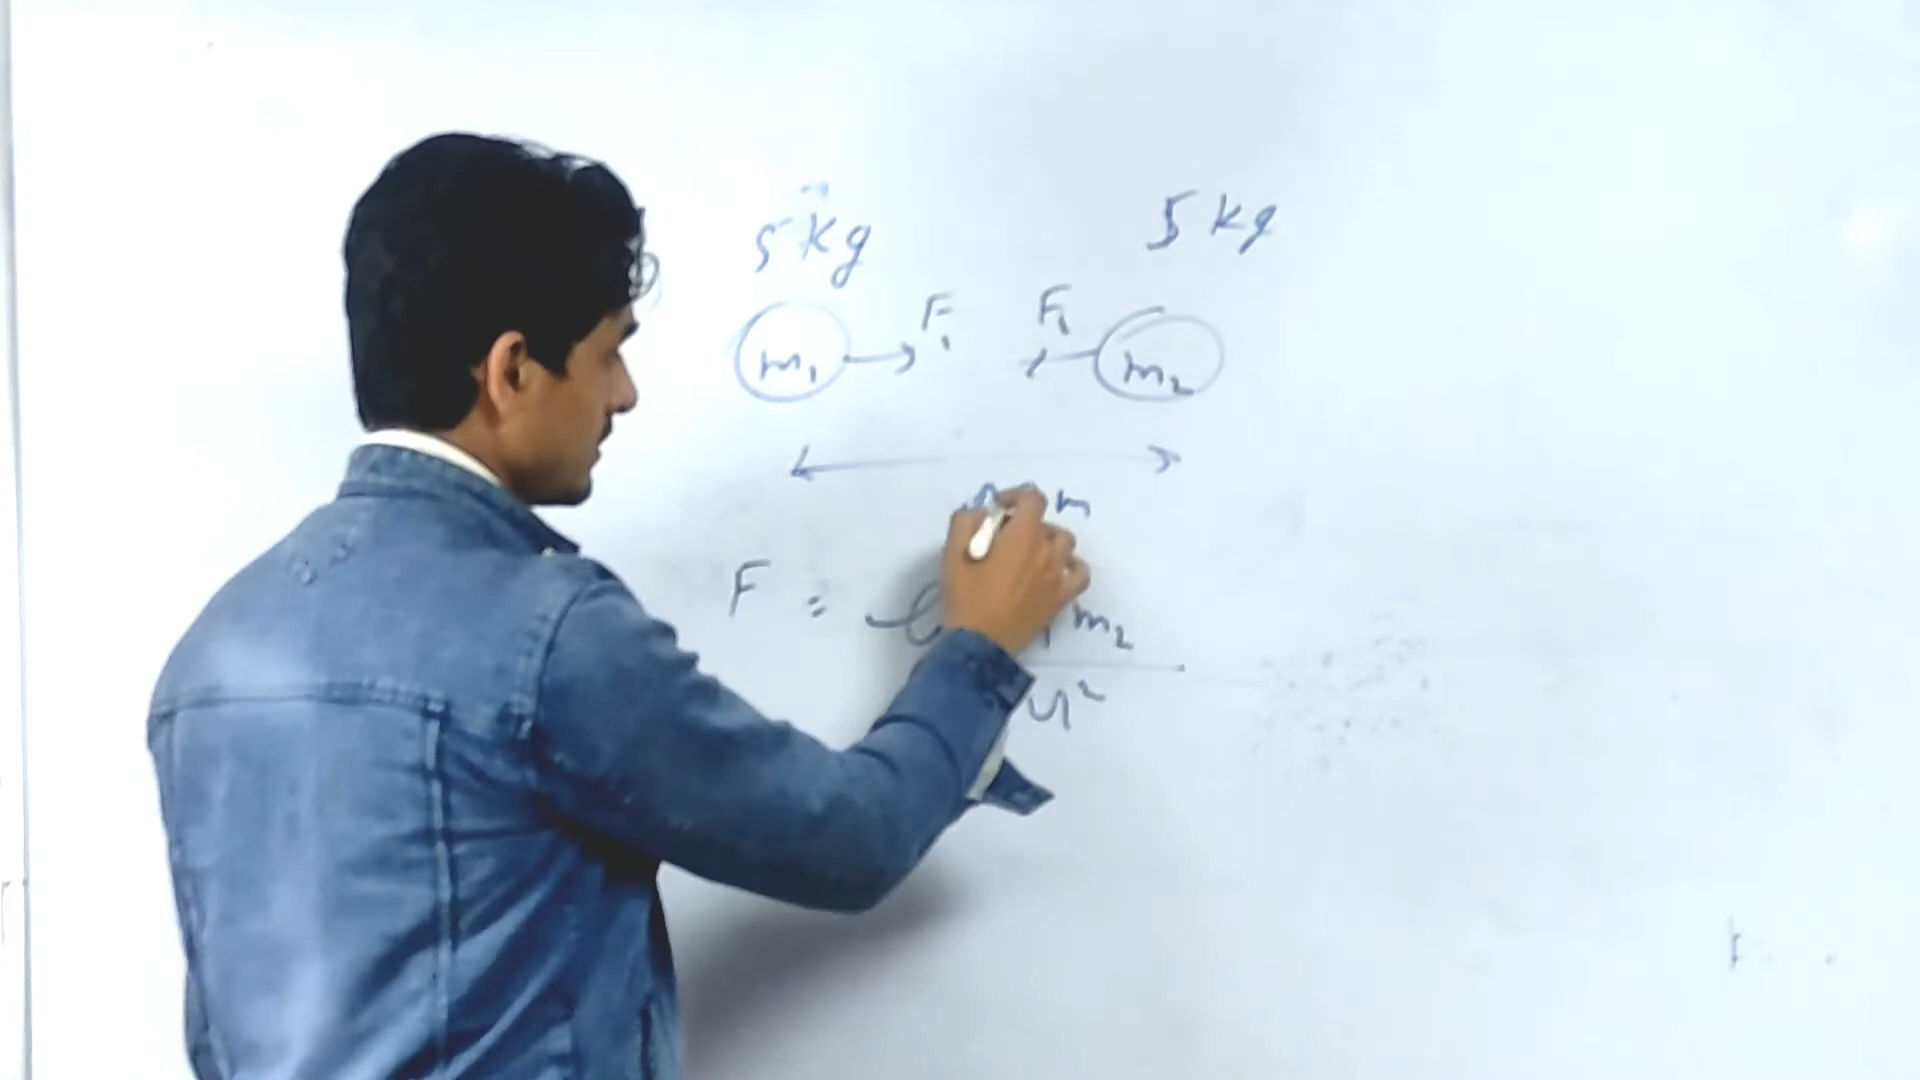 5 kg 5 kg
m₁ F₁ F₁ m₂
m
F = m₂
r²